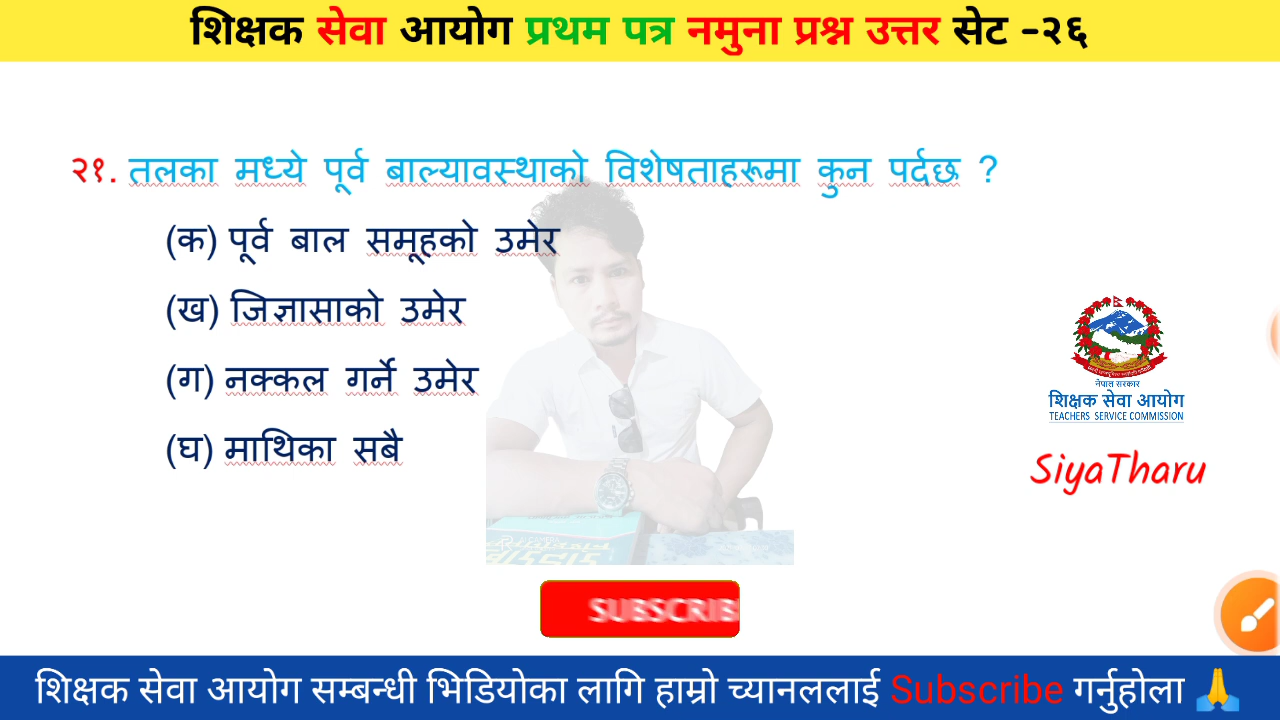 शिक्षक सेवा आयोग प्रथम पत्र नमुना प्रश्न उत्तर सेट -२६
२१. तलका मध्ये पूर्व बाल्यावस्थाको विशेषताहरूमा कुन पर्दछ ?
(क) पूर्व बाल समूहको उमेर
(ख) जिज्ञासाको उमेर
(ग) नक्कल गर्ने उमेर
(घ) माथिका सबै
नेपाल सरकार
शिक्षक सेवा आयोग
TEACHERS SERVICE COMMISSION
SiyaTharu
SUBSCRIB
शिक्षक सेवा आयोग सम्बन्धी भिडियोका लागि हाम्रो च्यानललाई Subscribe गर्नुहोला 🙏